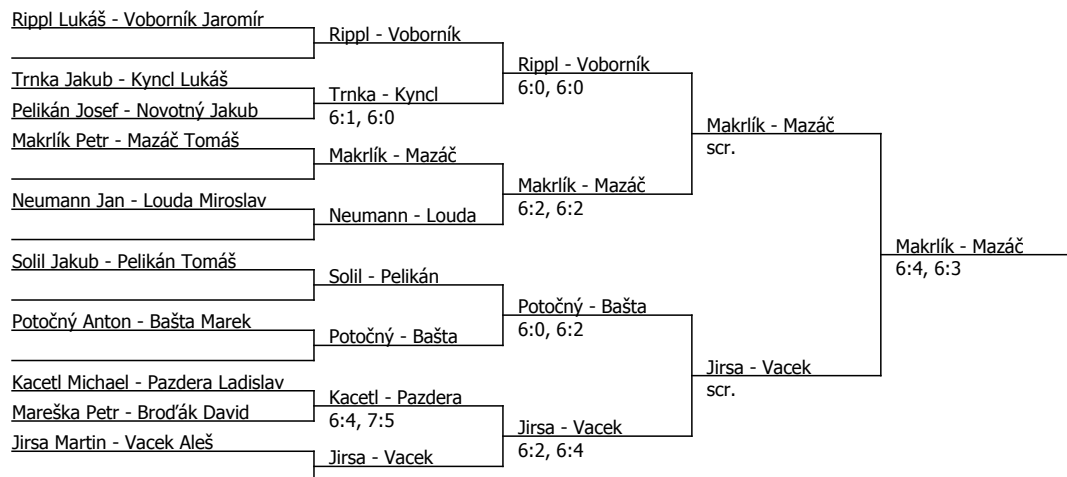 Rippl Lukáš - Voborník Jaromír
Rippl - Voborník
Rippl - Voborník
6:0, 6:0
Trnka Jakub - Kyncl Lukáš
Trnka - Kyncl
6:1, 6:0
Pelikán Josef - Novotný Jakub
Makrlík - Mazáč
scr.
Makrlík Petr - Mazáč Tomáš
Makrlík - Mazáč
Makrlík - Mazáč
6:2, 6:2
Neumann Jan - Louda Miroslav
Neumann - Louda
Makrlík - Mazáč
6:4, 6:3
Solil Jakub - Pelikán Tomáš
Solil - Pelikán
Potočný - Bašta
6:0, 6:2
Potočný Anton - Bašta Marek
Potočný - Bašta
Jirsa - Vacek
scr.
Kacetl Michael - Pazdera Ladislav
Kacetl - Pazdera
6:4, 7:5
Mareška Petr - Broďák David
Jirsa - Vacek
6:2, 6:4
Jirsa Martin - Vacek Aleš
Jirsa - Vacek